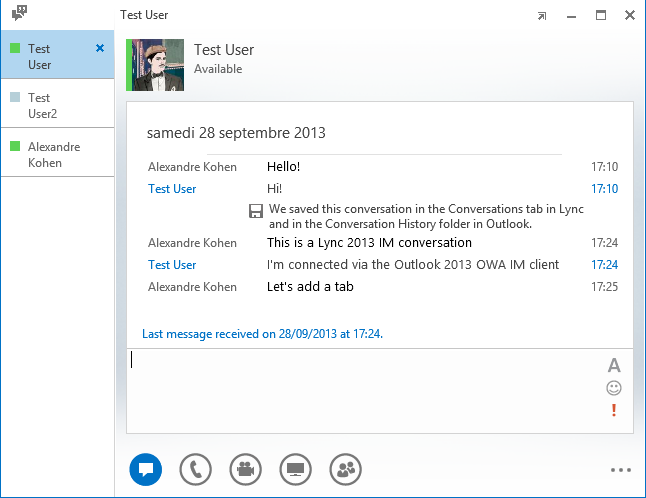 Test User
Test
User
Test
User2
Alexandre
Kohen
Test User
Available
samedi 28 septembre 2013
Alexandre Kohen Hello! 17:10
Test User Hi! 17:10
We saved this conversation in the Conversations tab in Lync
and in the Conversation History folder in Outlook.
Alexandre Kohen This is a Lync 2013 IM conversation 17:24
Test User I'm connected via the Outlook 2013 OWA IM client 17:24
Alexandre Kohen Let's add a tab 17:25
Last message received on 28/09/2013 at 17:24.
A
!